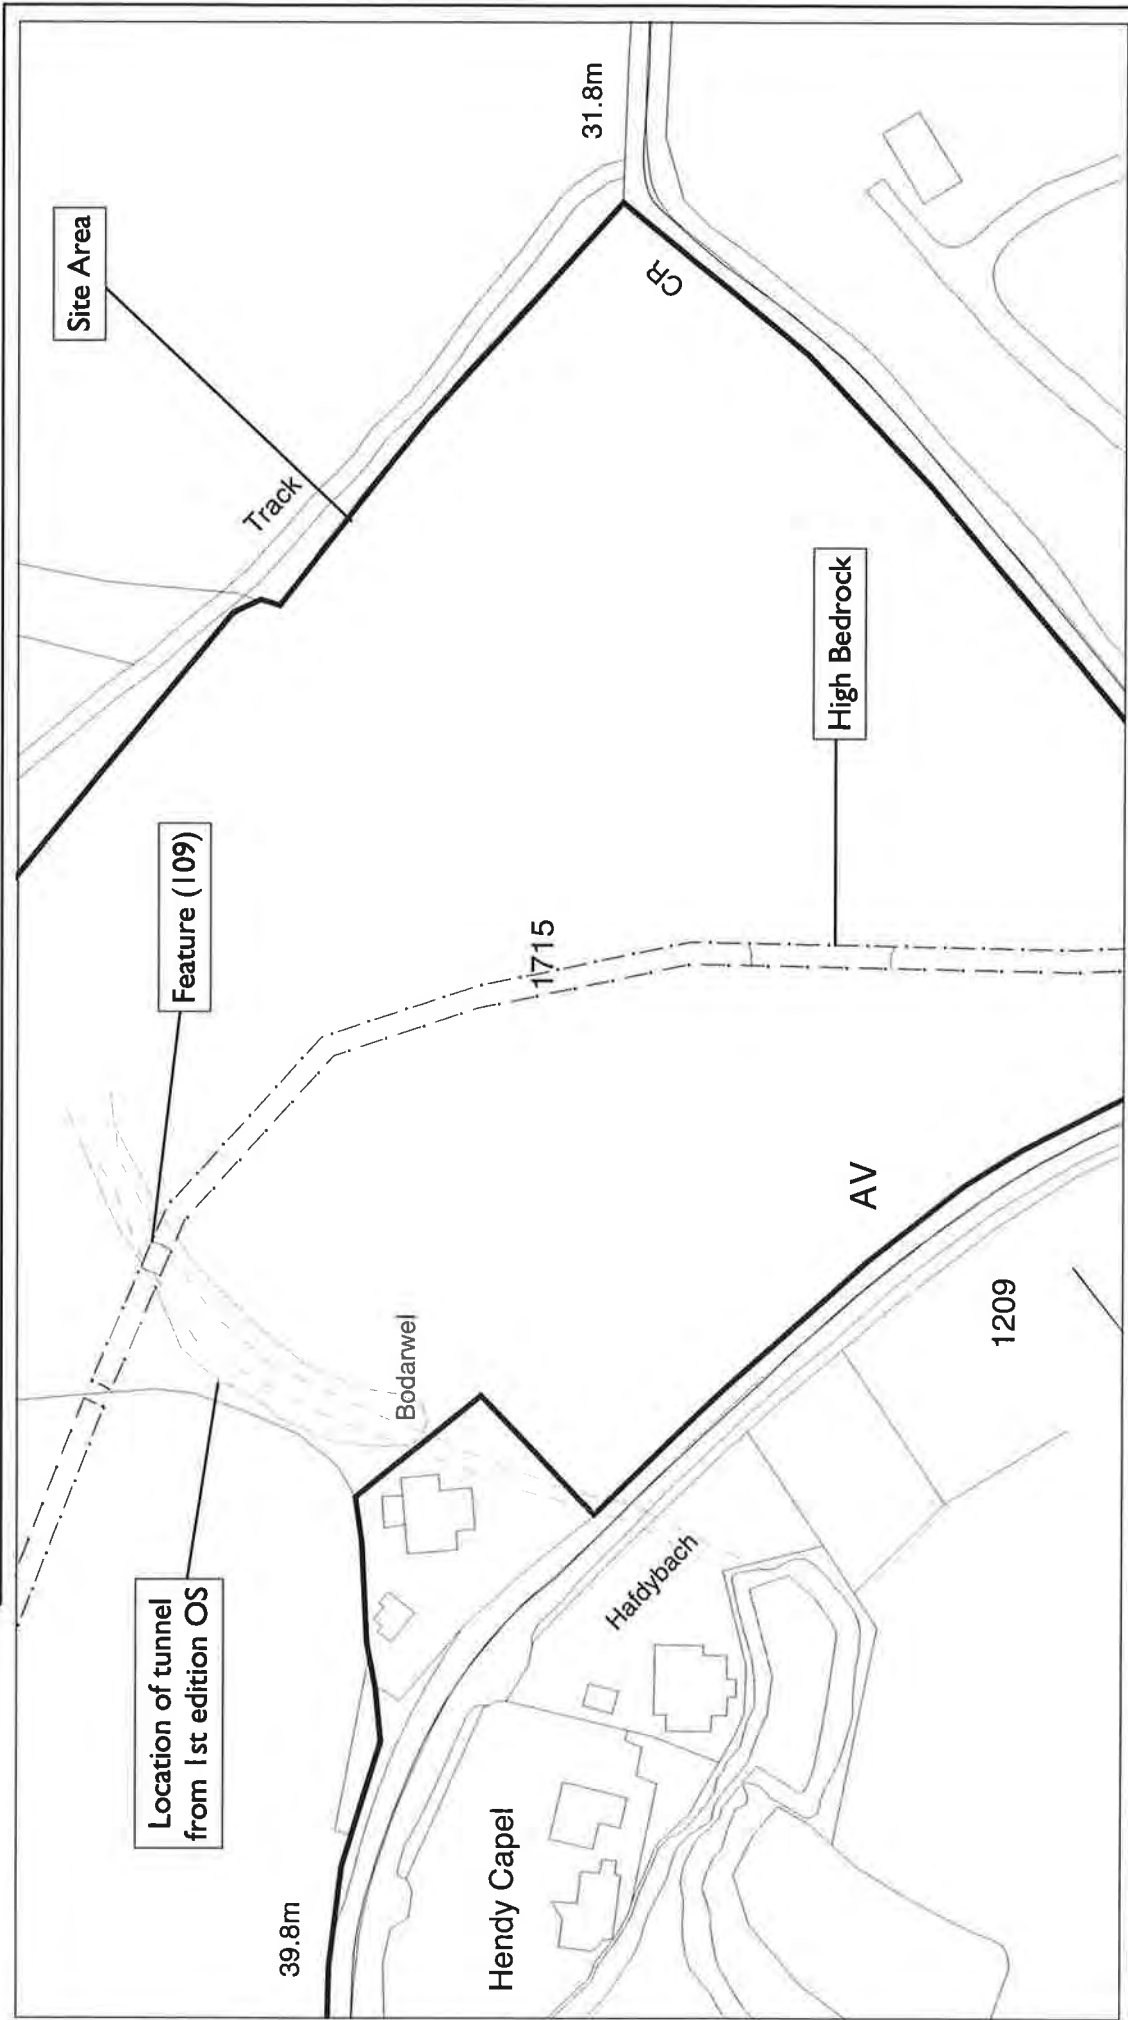 Site Area
31.8m
Track
CR
High Bedrock
Feature (109)
1715
AV
1209
Bodarwel
Location of tunnel
from 1st edition OS
Hafdybach
Hendy Capel
39.8m